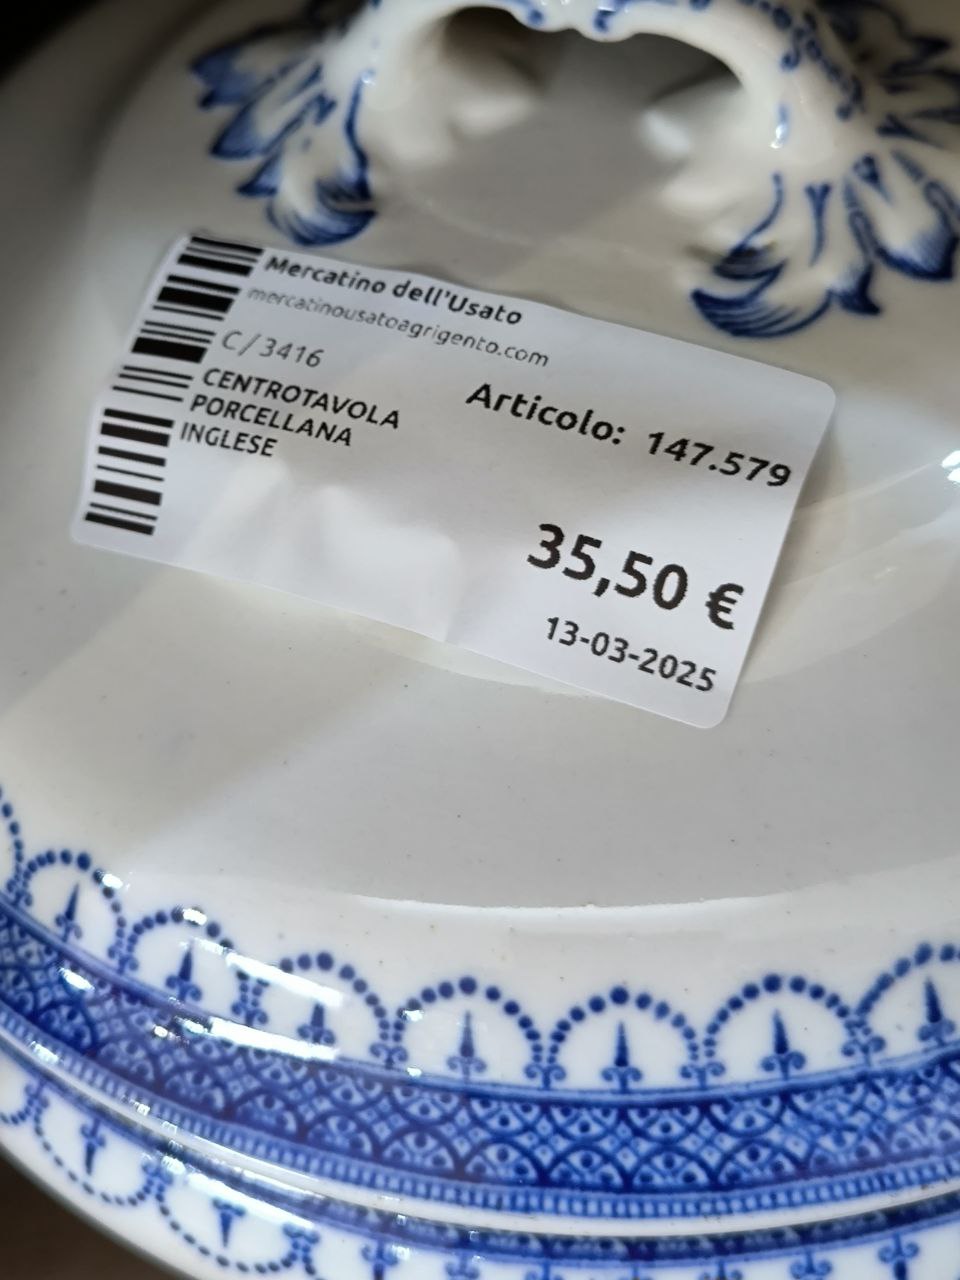 Mercatino dell'Usato
mercatinousatoagrigento.com
C/3416
CENTROTAVOLA
PORCELLANA
INGLESE
Articolo: 147.579
35,50 €
13-03-2025